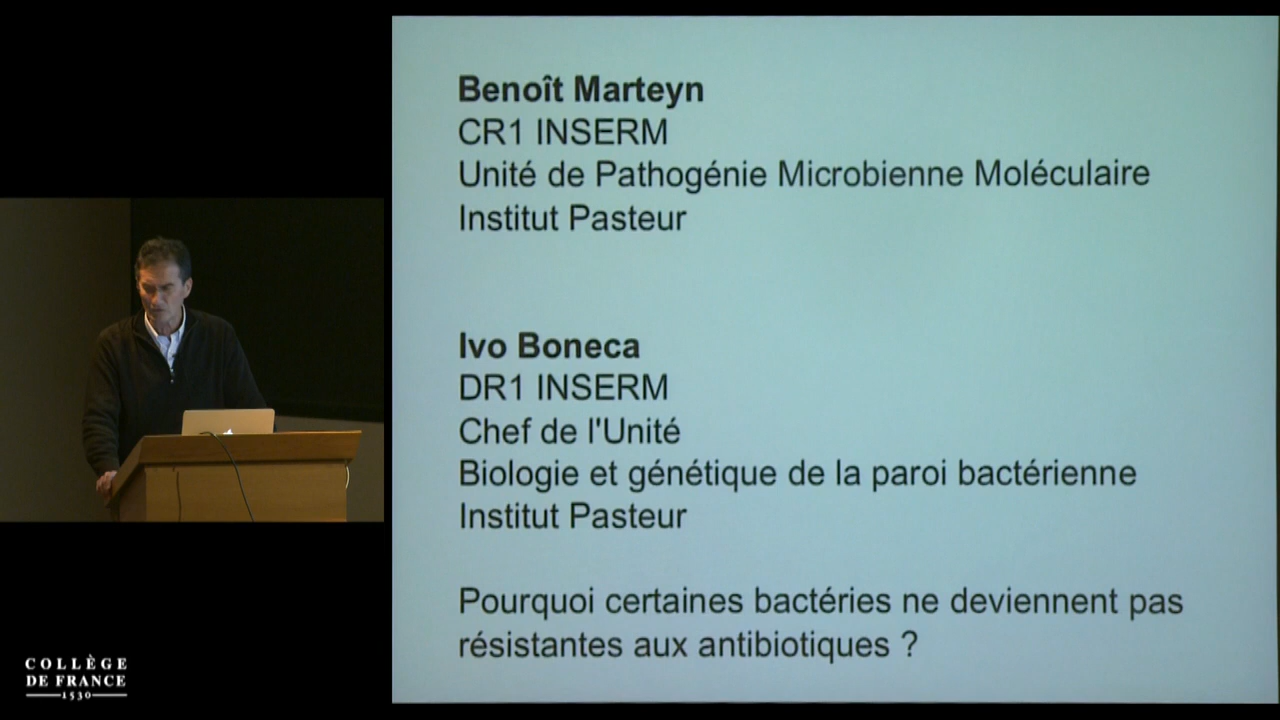 Benoît Marteyn
CR1 INSERM
Unité de Pathogénie Microbienne Moléculaire
Institut Pasteur
Ivo Boneca
DR1 INSERM
Chef de l'Unité
Biologie et génétique de la paroi bactérienne
Institut Pasteur
Pourquoi certaines bactéries ne deviennent pas
résistantes aux antibiotiques ?
COLLÈGE
DE FRANCE
1530